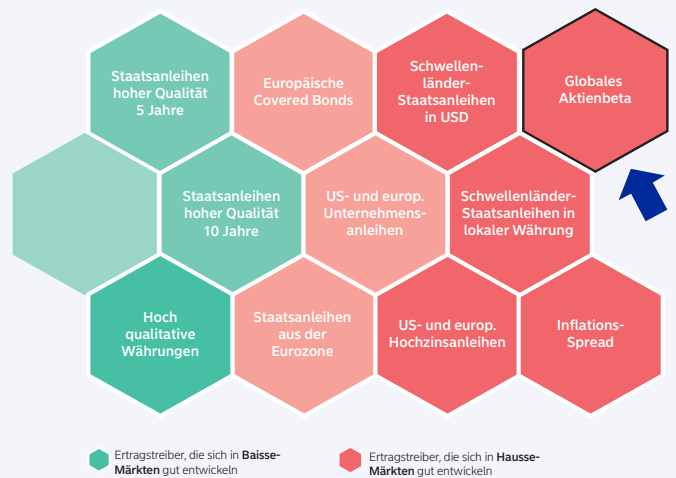 Staatsanleihen
hoher Qualität
5 Jahre
Europäische
Covered Bonds
Schwellen-
länder-
Staatsanleihen
in USD
Globales
Aktienbeta
Staatsanleihen
hoher Qualität
10 Jahre
US- und europ.
Unternehmens-
anleihen
Schwellenländer-
Staatsanleihen in
lokaler Währung
Hoch
qualitative
Währungen
Staatsanleihen
aus der
Eurozone
US- und europ.
Hochzinsanleihen
Inflations-
Spread
Ertragstreiber, die sich in Baisse-
Märkten gut entwickeln
Ertragstreiber, die sich in Hausse-
Märkten gut entwickeln